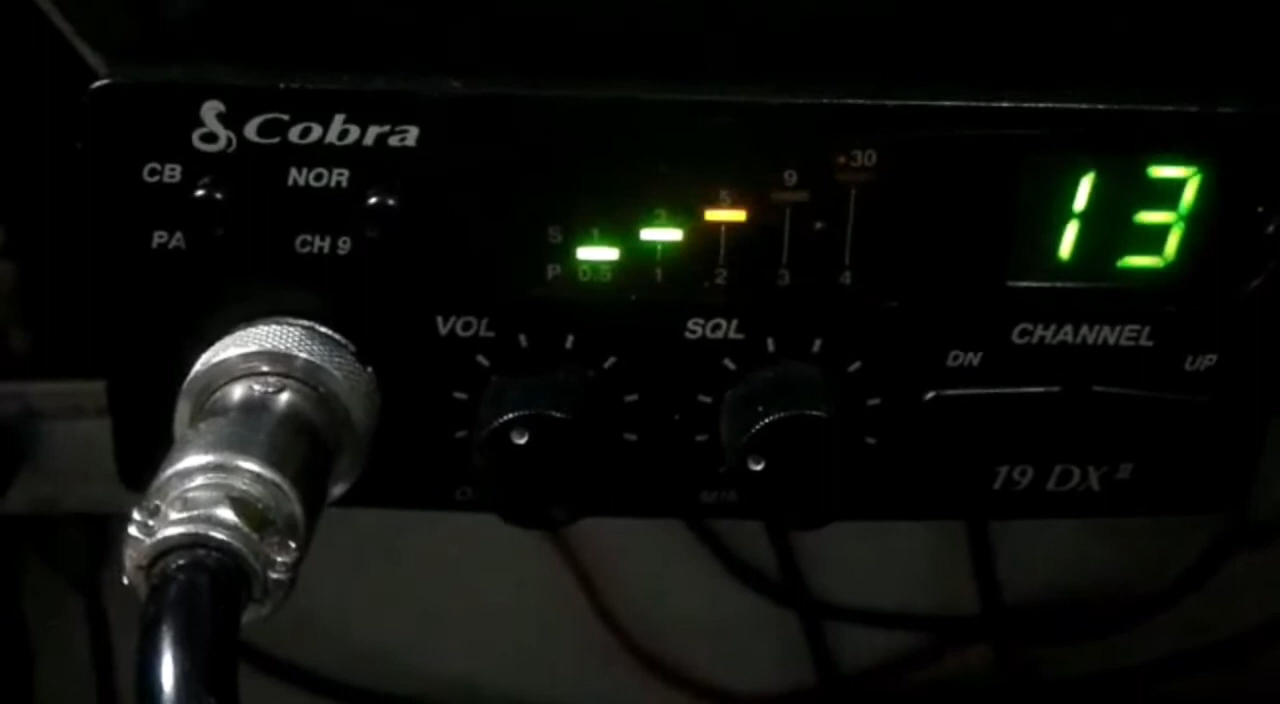 Cobra
CB NOR
PA CH 9
S 1 3 5 9 +30
P 0.5 1 2 3 4
13
VOL SQL CHANNEL
DN UP
19 DX II